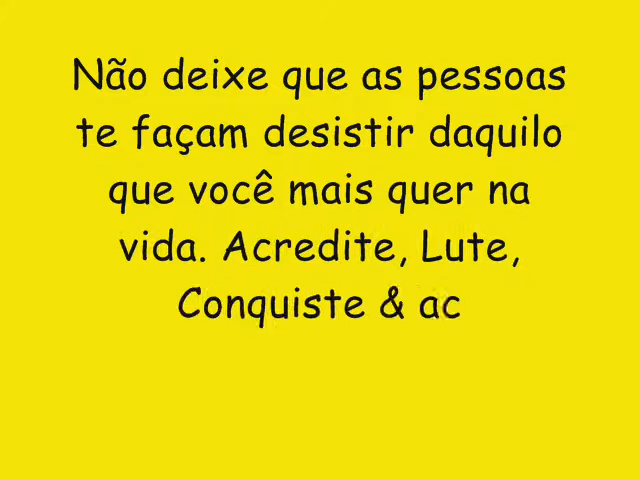 Não deixe que as pessoas
te façam desistir daquilo
que você mais quer na
vida. Acredite, Lute,
Conquiste & ac